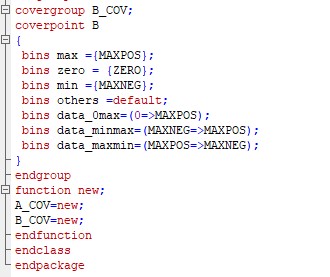 covergroup B_COV;
coverpoint B
{
bins max ={MAXPOS};
bins zero = {ZERO};
bins min ={MAXNEG};
bins others =default;
bins data_0max=(0=>MAXPOS);
bins data_minmax=(MAXNEG=>MAXPOS);
bins data_maxmin=(MAXPOS=>MAXNEG);
}
endgroup
function new;
A_COV=new;
B_COV=new;
endfunction
endclass
endpackage